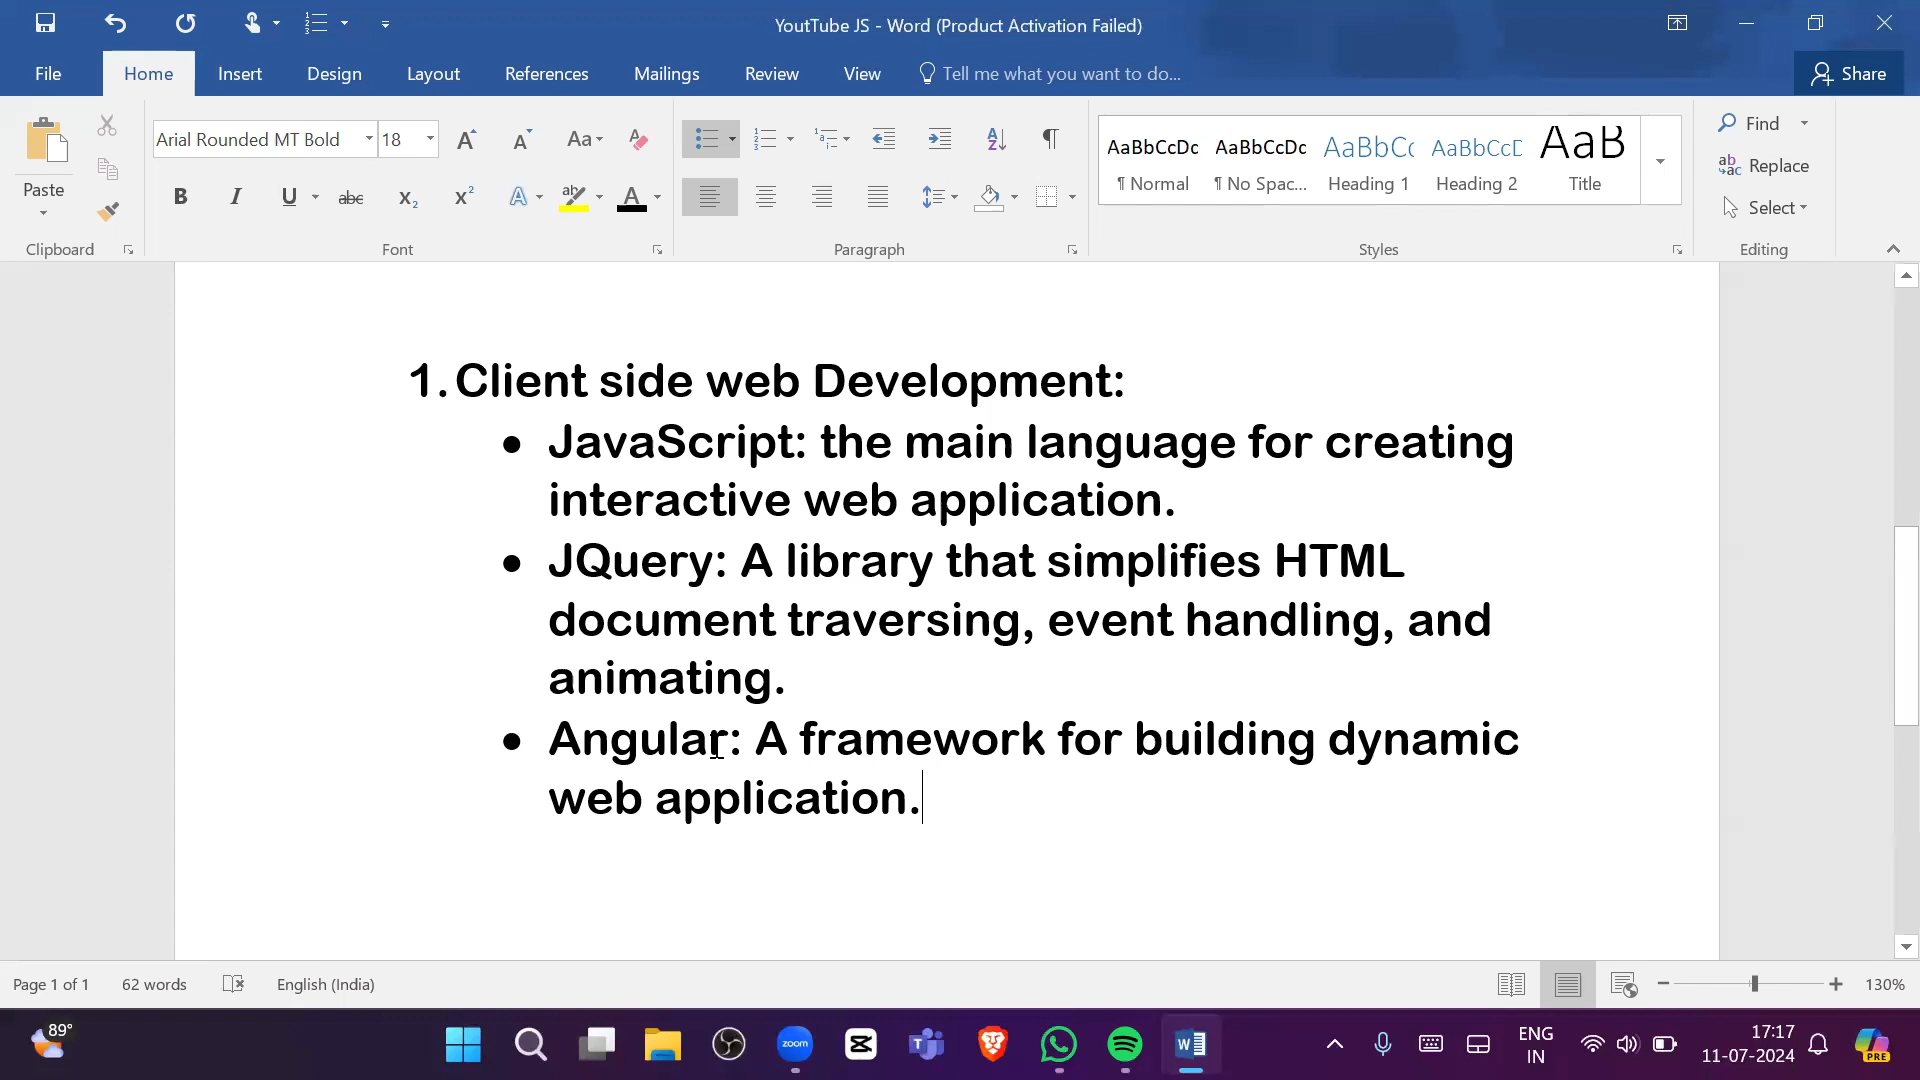 YoutTube JS - Word (Product Activation Failed)
File Home Insert Design Layout References Mailings Review View Tell me what you want to do... Share
Paste
Clipboard
Arial Rounded MT Bold 18
Font
Paragraph
AaBbCcDc AaBbCcDc AaBbCc AaBbCcD AaB
¶ Normal ¶ No Spac... Heading 1 Heading 2 Title
Styles
Find
Replace
Select
Editing
1. Client side web Development:
• JavaScript: the main language for creating
interactive web application.
• JQuery: A library that simplifies HTML
document traversing, event handling, and
animating.
• Angular: A framework for building dynamic
web application.
Page 1 of 1 62 words English (India) 130%
89°
zoom
ENG
IN
17:17
11-07-2024
PRE